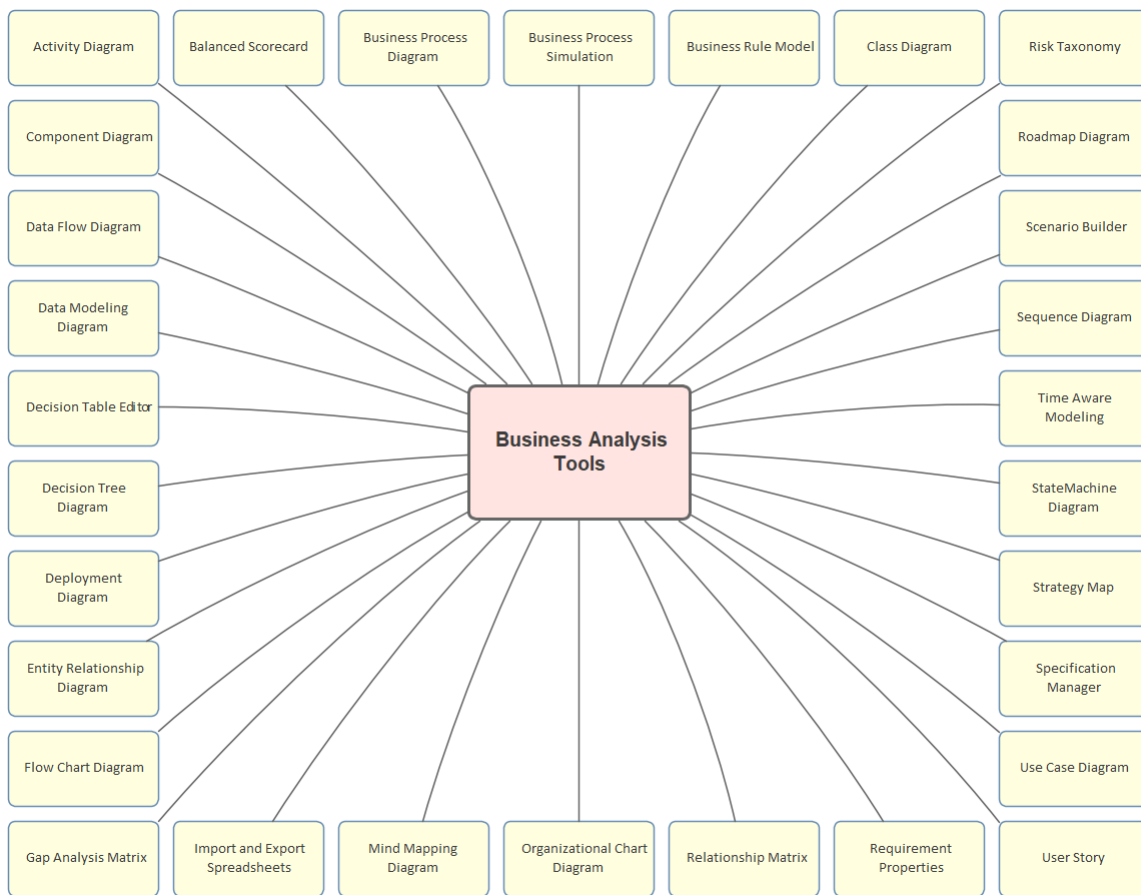 Activity Diagram
Balanced Scorecard
Business Process
Diagram
Business Process
Simulation
Business Rule Model
Class Diagram
Risk Taxonomy
Component Diagram
Roadmap Diagram
Data Flow Diagram
Scenario Builder
Data Modeling
Diagram
Sequence Diagram
Decision Table Editor
Business Analysis
Tools
Time Aware
Modeling
Decision Tree
Diagram
StateMachine
Diagram
Deployment
Diagram
Strategy Map
Entity Relationship
Diagram
Specification
Manager
Flow Chart Diagram
Use Case Diagram
Gap Analysis Matrix
Import and Export
Spreadsheets
Mind Mapping
Diagram
Organizational Chart
Diagram
Relationship Matrix
Requirement
Properties
User Story